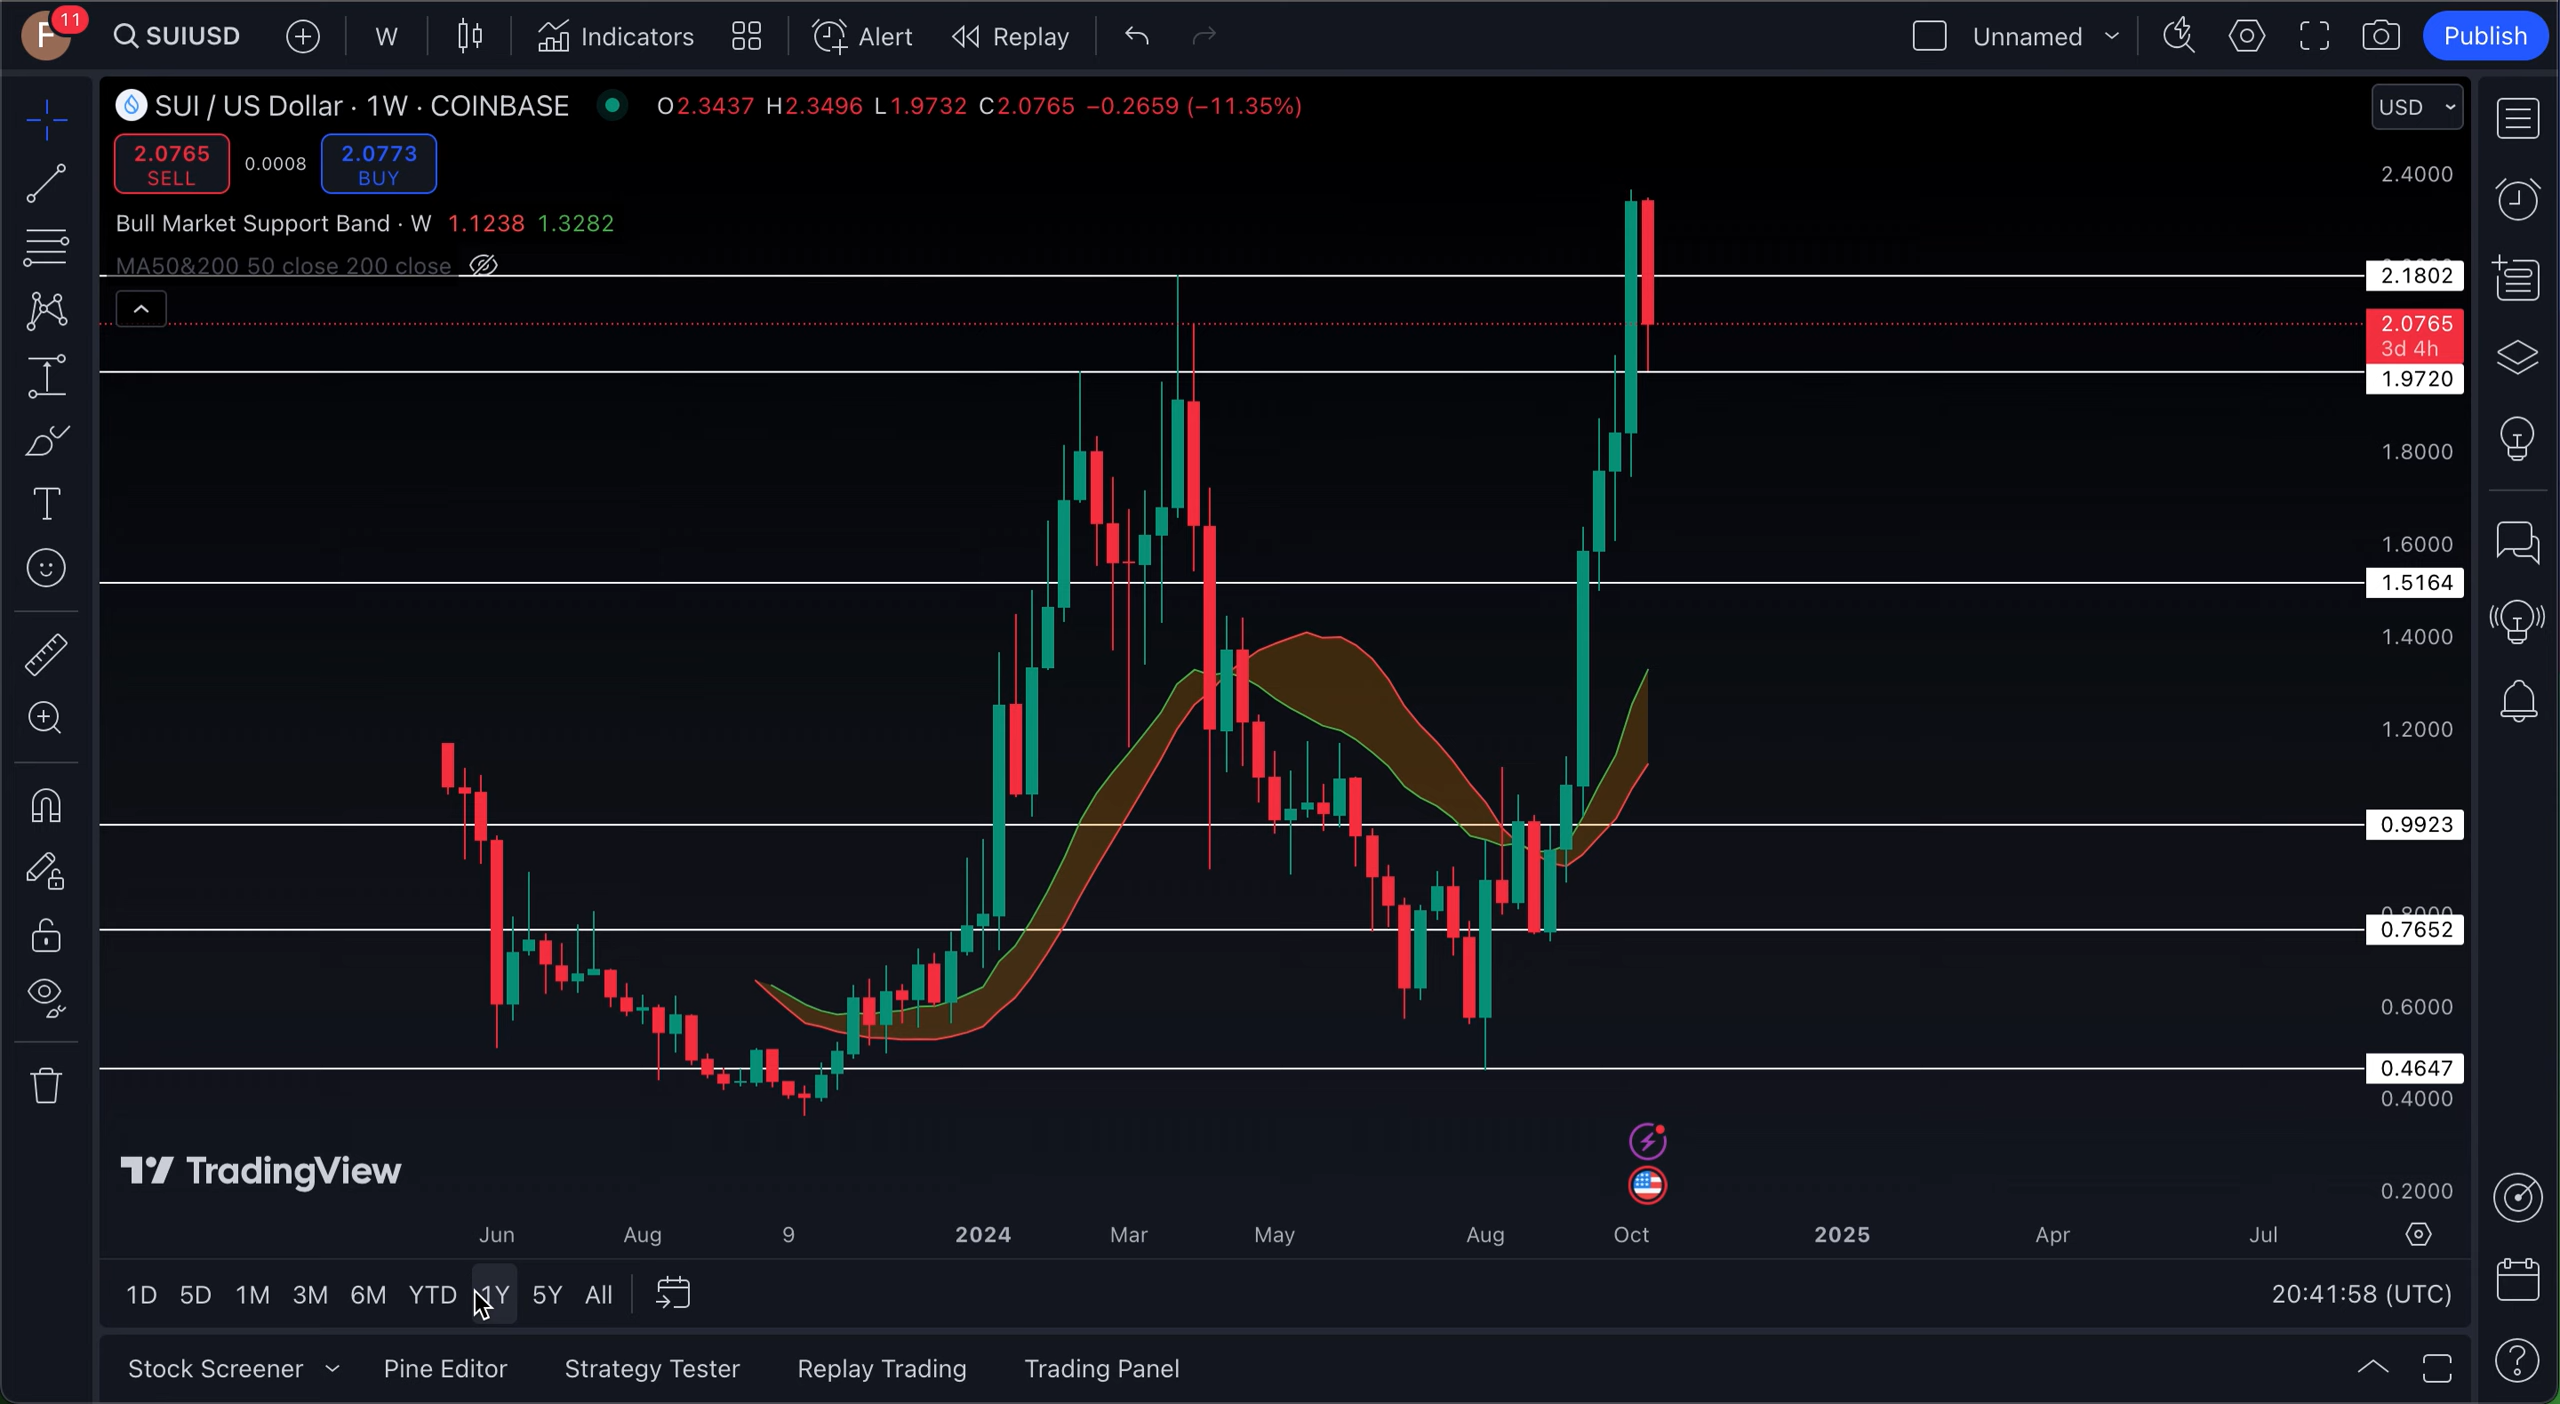 F 11 SUIUSD W Indicators Alert Replay Unnamed Publish
SUI / US Dollar · 1W · COINBASE O2.3437 H2.3496 L1.9732 C2.0765 −0.2659 (−11.35%) USD
2.0765 0.0008 2.0773
SELL BUY
2.4000
Bull Market Support Band · W 1.1238 1.3282
MA50&200 50 close 200 close
2.1802
2.0765
3d 4h
1.9720
1.8000
1.6000
1.5164
1.4000
1.2000
0.9923
0.7652
0.6000
0.4647
0.4000
TradingView
0.2000
Jun Aug 9 2024 Mar May Aug Oct 2025 Apr Jul
1D 5D 1M 3M 6M YTD 1Y 5Y All 20:41:58 (UTC)
Stock Screener Pine Editor Strategy Tester Replay Trading Trading Panel